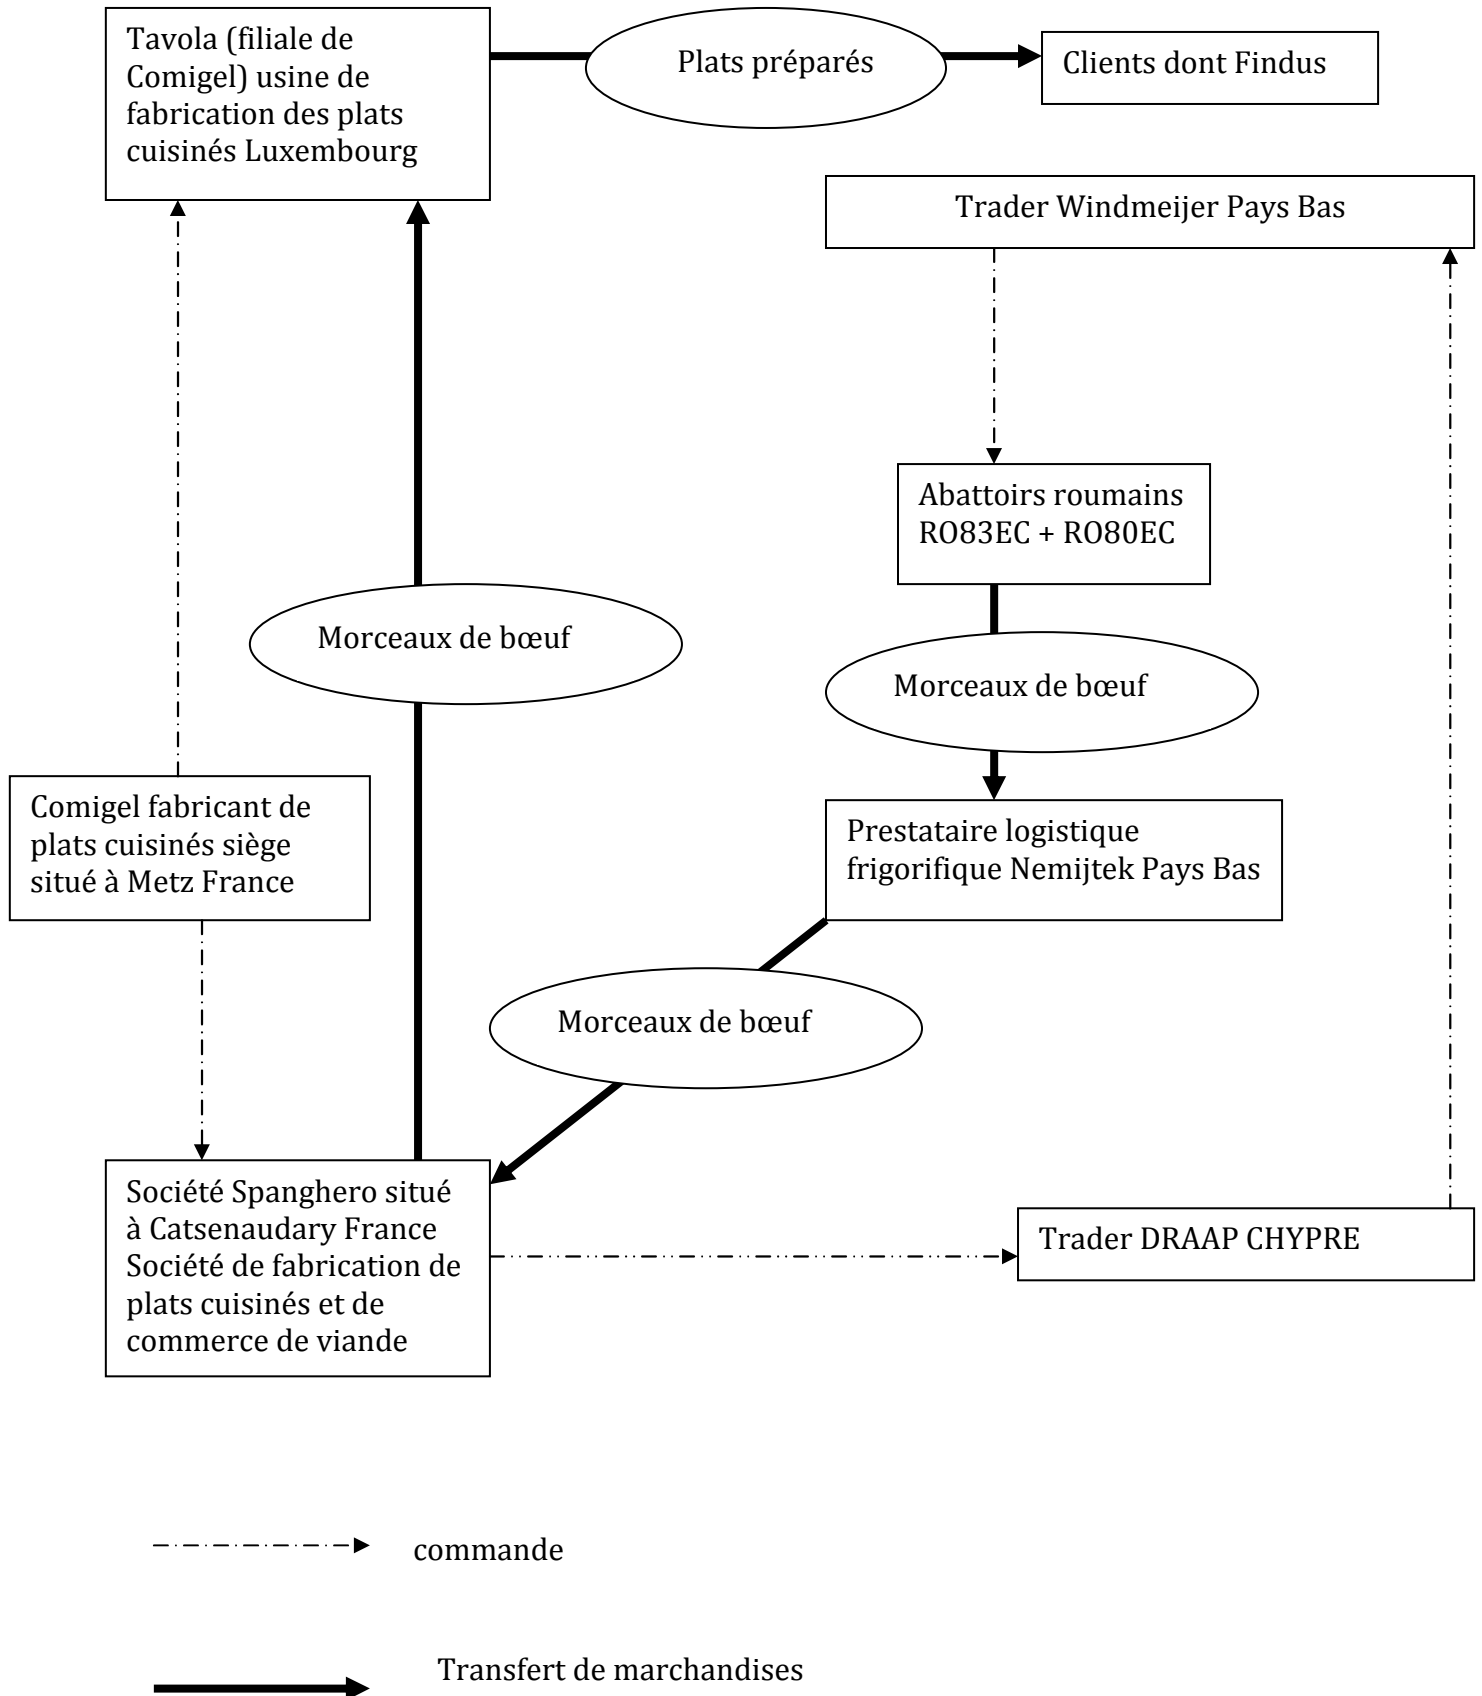 Tavola (filiale de
Comigel) usine de
fabrication des plats
cuisinés Luxembourg
Plats préparés
Clients dont Findus
Trader Windmeijer Pays Bas
Abattoirs roumains
RO83EC + RO80EC
Morceaux de bœuf
Morceaux de bœuf
Comigel fabricant de
plats cuisinés siège
situé à Metz France
Prestataire logistique
frigorifique Nemijtek Pays Bas
Morceaux de bœuf
Société Spanghero situé
à Catsenaudary France
Société de fabrication de
plats cuisinés et de
commerce de viande
Trader DRAAP CHYPRE
commande
Transfert de marchandises